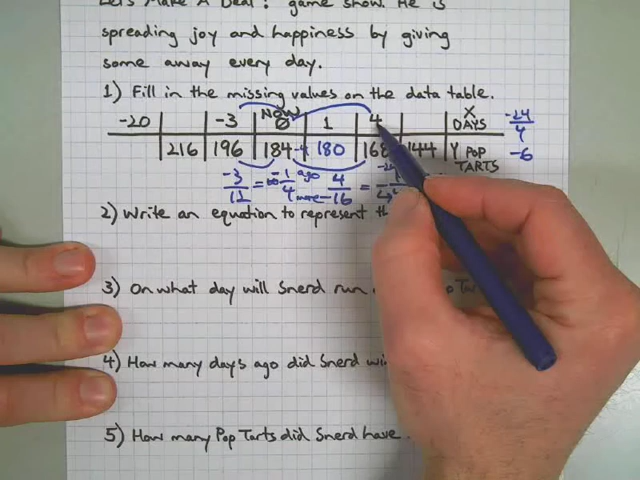 Let's Make A Deal! game show. He is
spreading joy and happiness by giving
some away every day.
1) Fill in the missing values on the data table.
-20 -3 NOW 0 1 4 X DAYS
216 196 184 -4 180 168 144 Y POP TARTS
-24/4
-6
-3/12 = -1/4 ago 4/-16 =
2) Write an equation to represent th
3) On what day will Snerd run
4) How many days ago did Snerd wi
5) How many Pop Tarts did Snerd have